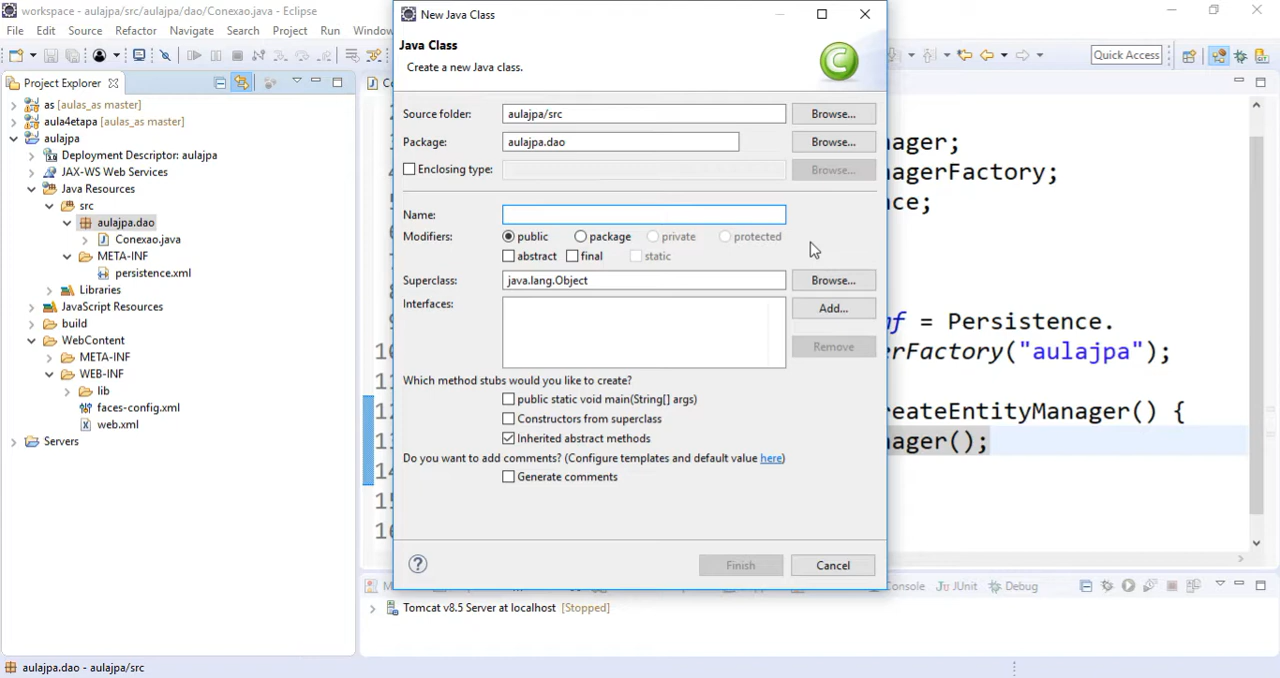 workspace - aulajpa/src/aulajpa/dao/Conexao.java - Eclipse
File Edit Source Refactor Navigate Search Project Run
Quick Access
Project Explorer
as [aulas_as master]
aula4etapa [aulas_as master]
aulajpa
Deployment Descriptor: aulajpa
JAX-WS Web Services
Java Resources
src
aulajpa.dao
Conexao.java
META-INF
persistence.xml
Libraries
JavaScript Resources
build
WebContent
META-INF
WEB-INF
lib
faces-config.xml
web.xml
Servers
New Java Class
Java Class
Create a new Java class.
Source folder: aulajpa/src Browse...
Package: aulajpa.dao Browse...
Enclosing type: Browse...
Name:
Modifiers: public package private protected
abstract final static
Superclass: java.lang.Object Browse...
Interfaces: Add...
Remove
Which method stubs would you like to create?
public static void main(String[] args)
Constructors from superclass
Inherited abstract methods
Do you want to add comments? (Configure templates and default value here)
Generate comments
Finish Cancel
ager;
agerFactory;
ce;
mf = Persistence.
erFactory("aulajpa");
reateEntityManager() {
ager();
Console JUnit Debug
Tomcat v8.5 Server at localhost [Stopped]
aulajpa.dao - aulajpa/src